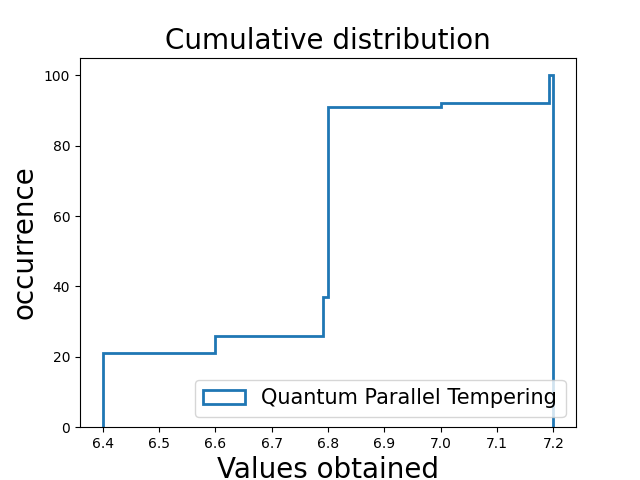 Cumulative distribution
occurrence
100
80
60
40
20
0
Quantum Parallel Tempering
6.4 6.5 6.6 6.7 6.8 6.9 7.0 7.1 7.2
Values obtained